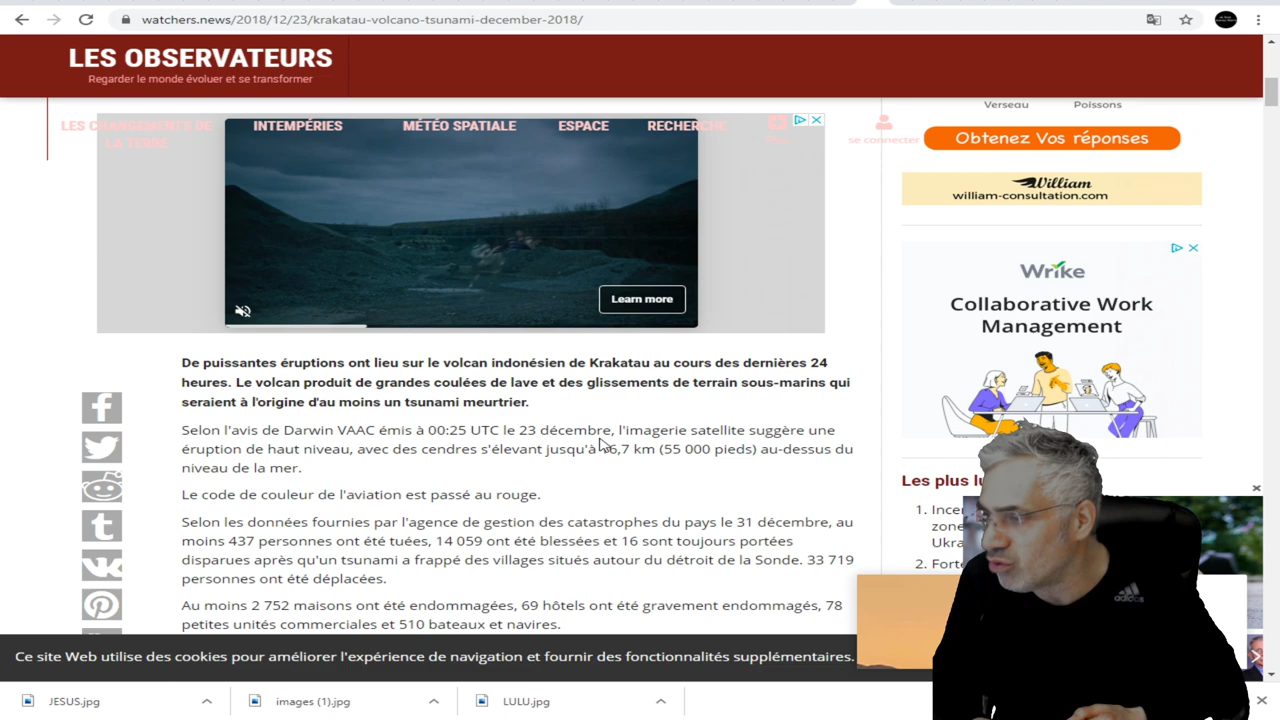 watchers.news/2018/12/23/krakatau-volcano-tsunami-december-2018/
LES OBSERVATEURS
Regarder le monde évoluer et se transformer
LES CHANGEMENTS DE
LA TERRE
INTEMPÉRIES
MÉTÉO SPATIALE
ESPACE
RECHERCHE
se connecter
Verseau
Poissons
Obtenez Vos réponses
William
william-consultation.com
Learn more
Wrike
Collaborative Work
Management
De puissantes éruptions ont lieu sur le volcan indonésien de Krakatau au cours des dernières 24
heures. Le volcan produit de grandes coulées de lave et des glissements de terrain sous-marins qui
seraient à l'origine d'au moins un tsunami meurtrier.
Selon l'avis de VAAC émis UTC le 23 décembre, l'imagerie satellite suggère une
éruption de haut niveau, avec des cendres s'élevant jusqu'à 16,7 km (55 000 pieds) au-dessus du
niveau de la mer.
Le code de couleur de l'aviation est passé au rouge.
Selon les données fournies par l'agence de gestion des catastrophes du pays le 31 décembre, au
moins 437 personnes ont été tuées, 14 059 ont été blessées et 16 sont toujours portées
disparues après qu'un tsunami a frappé des villages situés autour du détroit de la Sonde. 33 719
personnes ont été déplacées.
Au moins 2 752 maisons ont été endommagées, 69 hôtels ont été gravement endommagés, 78
petites unités commerciales et 510 bateaux et navires.
Les plus
1.
zone
Ukra
2. Forte
adidas
Ce site Web utilise des cookies pour améliorer l'expérience de navigation et fournir des fonctionnalités supplémentaires.
JESUS.jpg
images (1).jpg
LULU.jpg